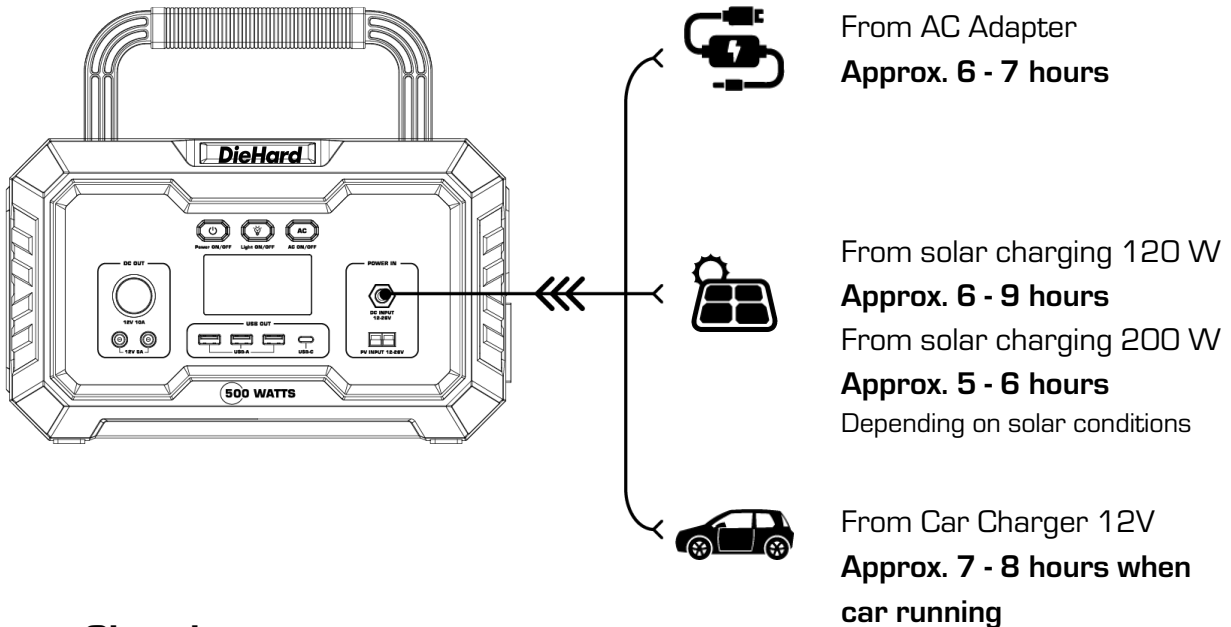 From AC Adapter
Approx. 6 - 7 hours
DieHard
Power ON/OFF
Light ON/OFF
AC
AC ON/OFF
DC OUT
12V 10A
12V 5A
USB OUT
USB-A
USB-C
POWER IN
DC INPUT
12-26V
PV INPUT 12-26V
500 WATTS
From solar charging 120 W
Approx. 6 - 9 hours
From solar charging 200 W
Approx. 5 - 6 hours
Depending on solar conditions
From Car Charger 12V
Approx. 7 - 8 hours when
car running